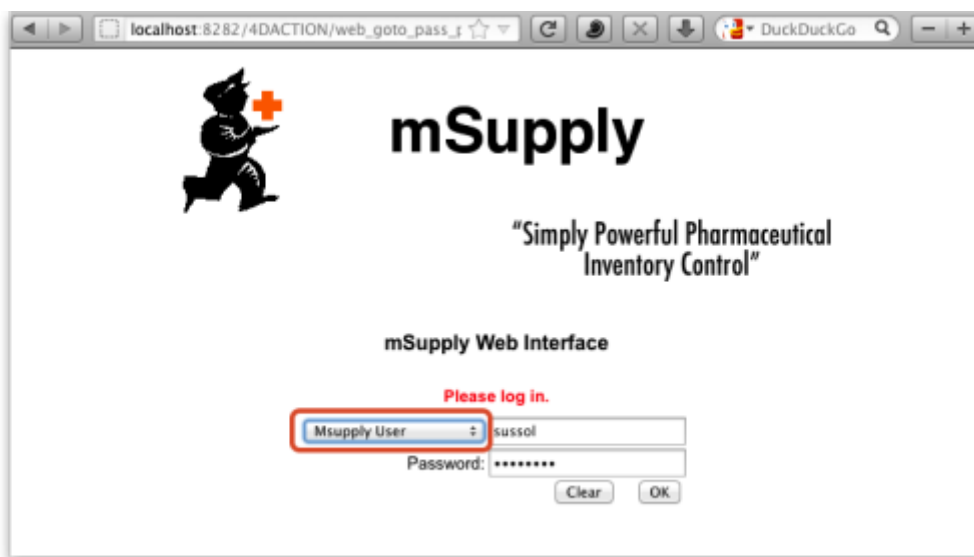 localhost:8282/4DACTION/web_goto_pass_
DuckDuckGo
mSupply
"Simply Powerful Pharmaceutical
Inventory Control"
mSupply Web Interface
Please log in.
Msupply User sussol
Password: ••••••••
Clear OK